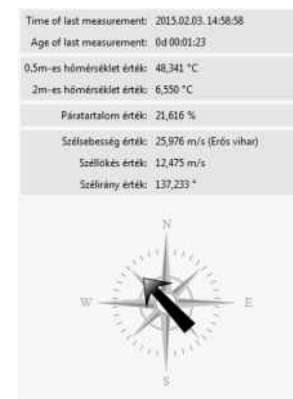 Time of last measurement: 2015.02.03. 14:58:58
Age of last measurement: 0d 00:01:23
0.5m-es hőmérséklet érték: 48,341 °C
2m-es hőmérséklet érték: 6,550 °C
Páratartalom érték: 21,616 %
Szélsebesség érték: 25,976 m/s (Erős vihar)
Széllökés érték: 12,475 m/s
Szélirány érték: 137,233 °
N
W E
S